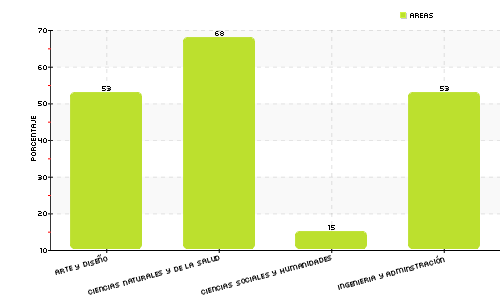 AREAS
70
68
60
53
53
50
PORCENTAJE
40
30
20
15
10
ARTE Y DISEÑO
CIENCIAS NATURALES Y DE LA SALUD
CIENCIAS SOCIALES Y HUMANIDADES
INGENIERIA Y ADMINSTRACIÓN